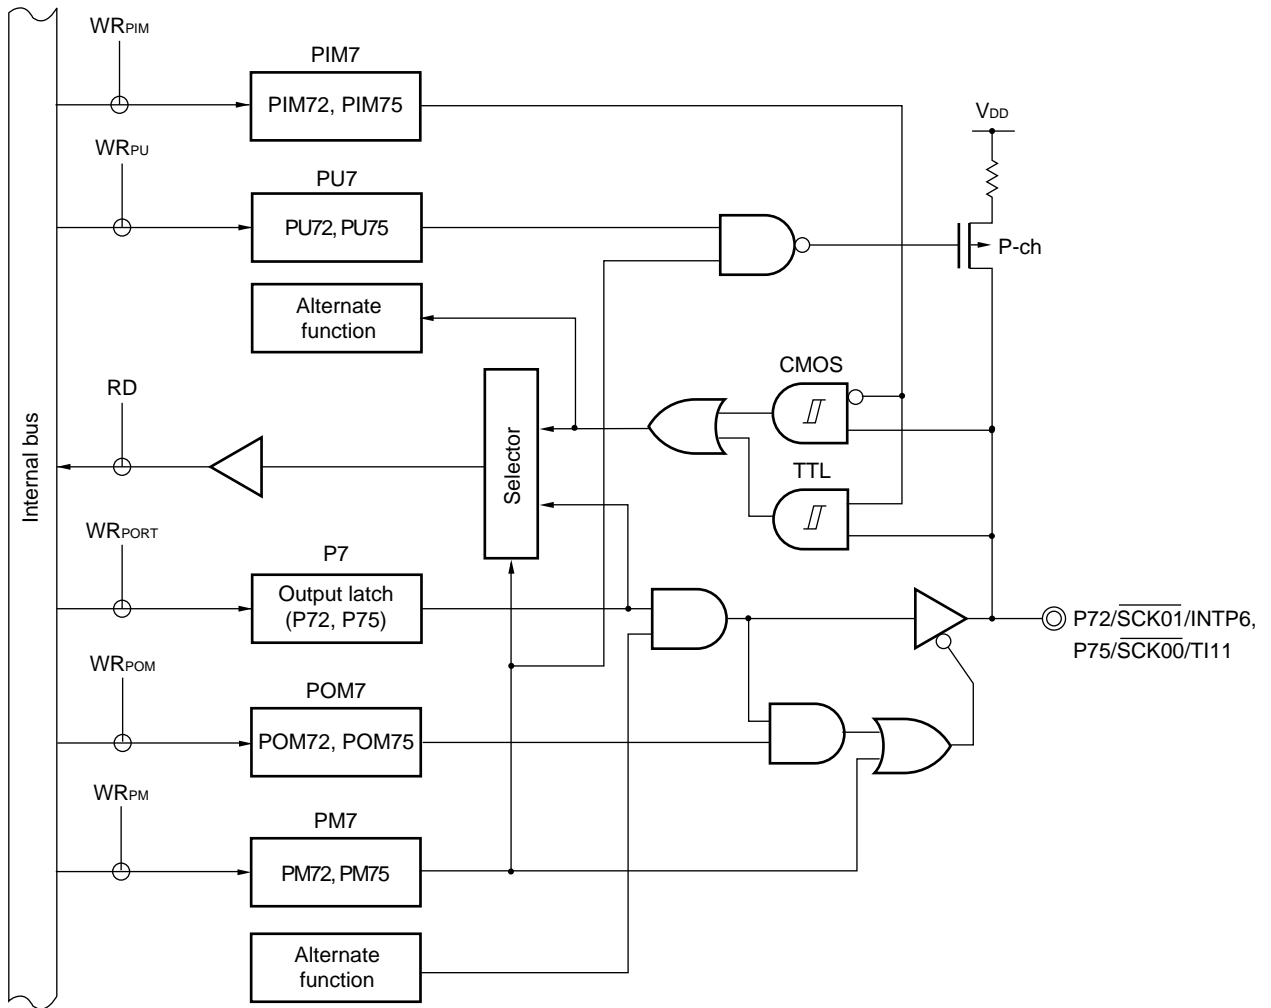 WRPIM
PIM7
PIM72, PIM75
VDD
WRPU
PU7
PU72, PU75
P-ch
Alternate
function
CMOS
RD
Selector
TTL
Internal bus
WRPORT
P7
Output latch
(P72, P75)
P72/SCK01/INTP6,
P75/SCK00/TI11
WRPOM
POM7
POM72, POM75
WRPM
PM7
PM72, PM75
Alternate
function